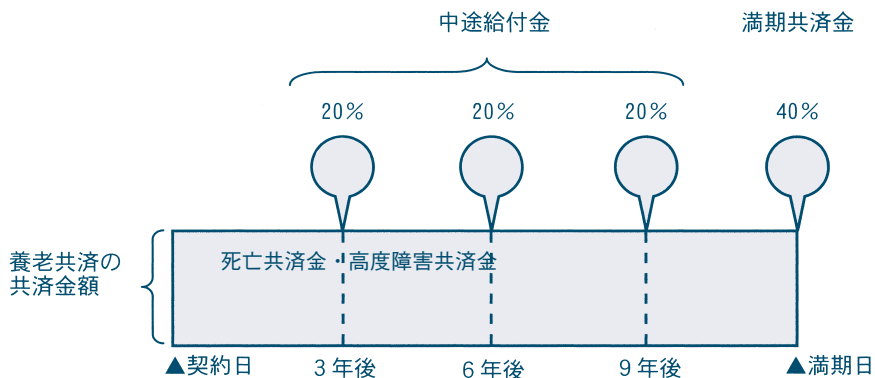 中途給付金
満期共済金
20%
20%
20%
40%
養老共済の
共済金額
死亡共済金・高度障害共済金
▲契約日
3年後
6年後
9年後
▲満期日